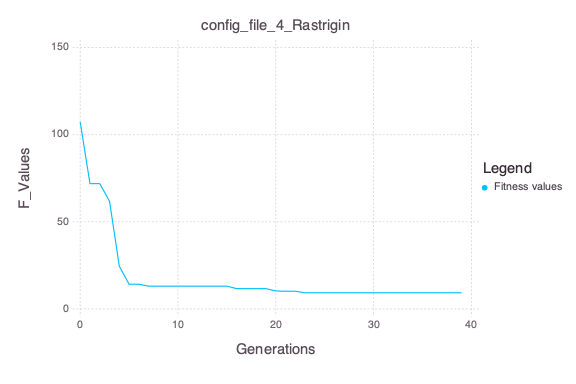 config_file_4_Rastrigin
150
100
50
0
F_Values
0 10 20 30 40
Generations
Legend
Fitness values